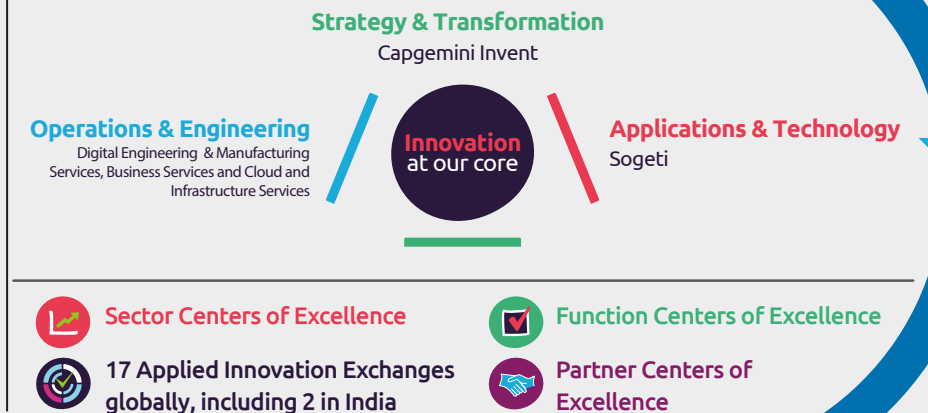 Strategy & Transformation
Capgemini Invent
Operations & Engineering
Digital Engineering & Manufacturing
Services, Business Services and Cloud and
Infrastructure Services
Innovation
at our core
Applications & Technology
Sogeti
Sector Centers of Excellence
Function Centers of Excellence
17 Applied Innovation Exchanges
globally, including 2 in India
Partner Centers of
Excellence